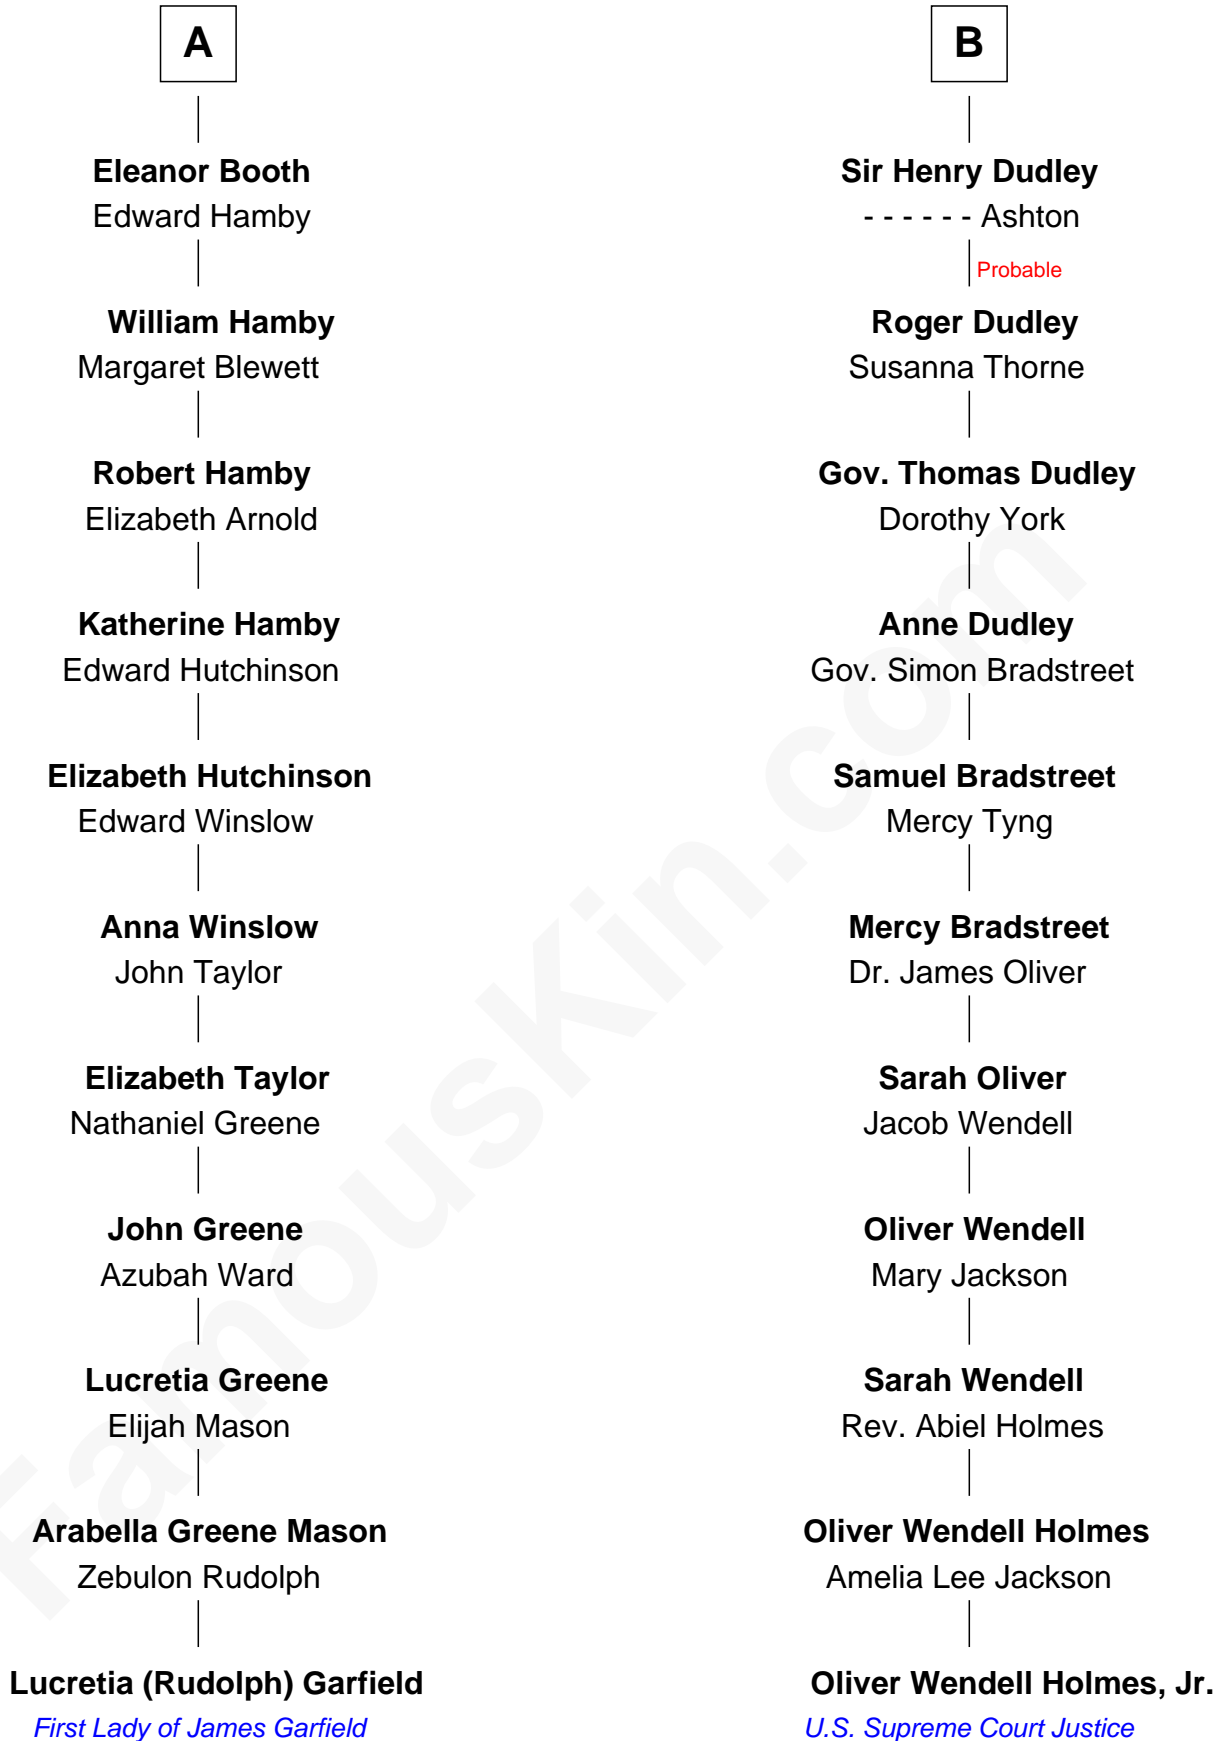 A
Eleanor Booth
Edward Hamby
William Hamby
Margaret Blewett
Robert Hamby
Elizabeth Arnold
Katherine Hamby
Edward Hutchinson
Elizabeth Hutchinson
Edward Winslow
Anna Winslow
John Taylor
Elizabeth Taylor
Nathaniel Greene
John Greene
Azubah Ward
Lucretia Greene
Elijah Mason
Arabella Greene Mason
Zebulon Rudolph
Lucretia (Rudolph) Garfield
First Lady of James Garfield
B
Sir Henry Dudley
- - - - - - Ashton
Probable
Roger Dudley
Susanna Thorne
Gov. Thomas Dudley
Dorothy York
Anne Dudley
Gov. Simon Bradstreet
Samuel Bradstreet
Mercy Tyng
Mercy Bradstreet
Dr. James Oliver
Sarah Oliver
Jacob Wendell
Oliver Wendell
Mary Jackson
Sarah Wendell
Rev. Abiel Holmes
Oliver Wendell Holmes
Amelia Lee Jackson
Oliver Wendell Holmes, Jr.
U.S. Supreme Court Justice
FamousKin.com